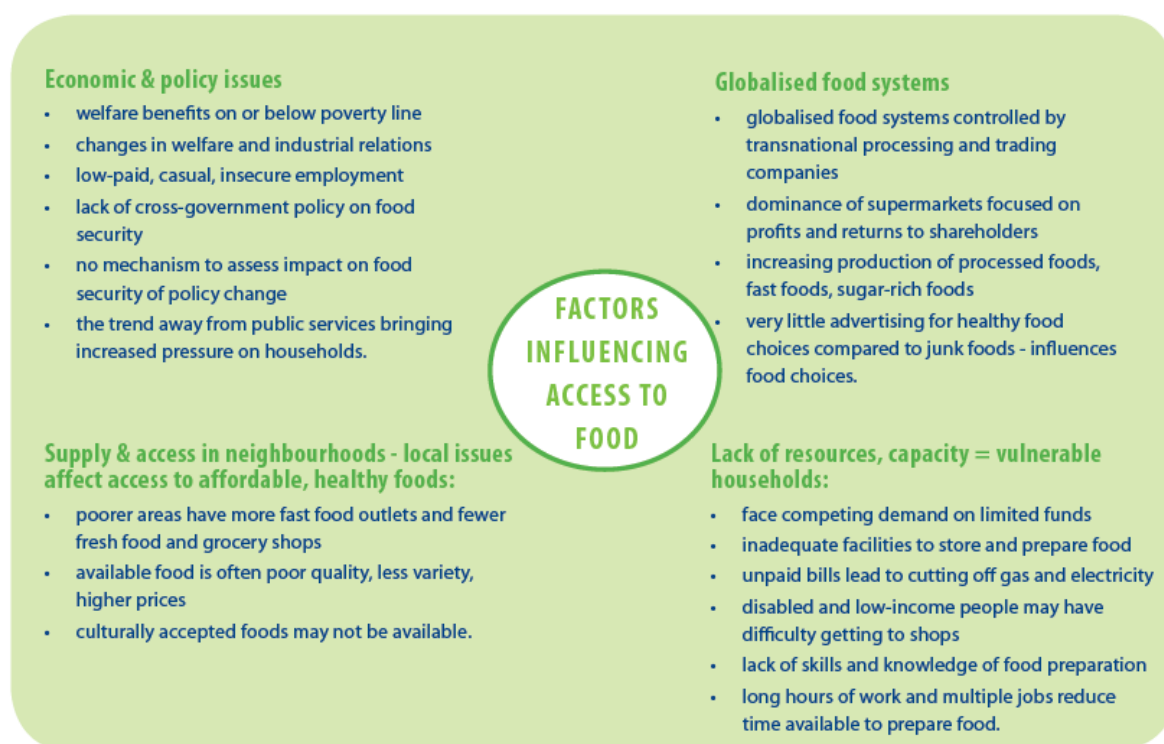 Economic & policy issues
• welfare benefits on or below poverty line
• changes in welfare and industrial relations
• low-paid, casual, insecure employment
• lack of cross-government policy on food
security
• no mechanism to assess impact on food
security of policy change
• the trend away from public services bringing
increased pressure on households.
Globalised food systems
• globalised food systems controlled by
transnational processing and trading
companies
• dominance of supermarkets focused on
profits and returns to shareholders
• increasing production of processed foods,
fast foods, sugar-rich foods
• very little advertising for healthy food
choices compared to junk foods - influences
food choices.
FACTORS
INFLUENCING
ACCESS TO
FOOD
Supply & access in neighbourhoods - local issues
affect access to affordable, healthy foods:
• poorer areas have more fast food outlets and fewer
fresh food and grocery shops
• available food is often poor quality, less variety,
higher prices
• culturally accepted foods may not be available.
Lack of resources, capacity = vulnerable
households:
• face competing demand on limited funds
• inadequate facilities to store and prepare food
• unpaid bills lead to cutting off gas and electricity
• disabled and low-income people may have
difficulty getting to shops
• lack of skills and knowledge of food preparation
• long hours of work and multiple jobs reduce
time available to prepare food.